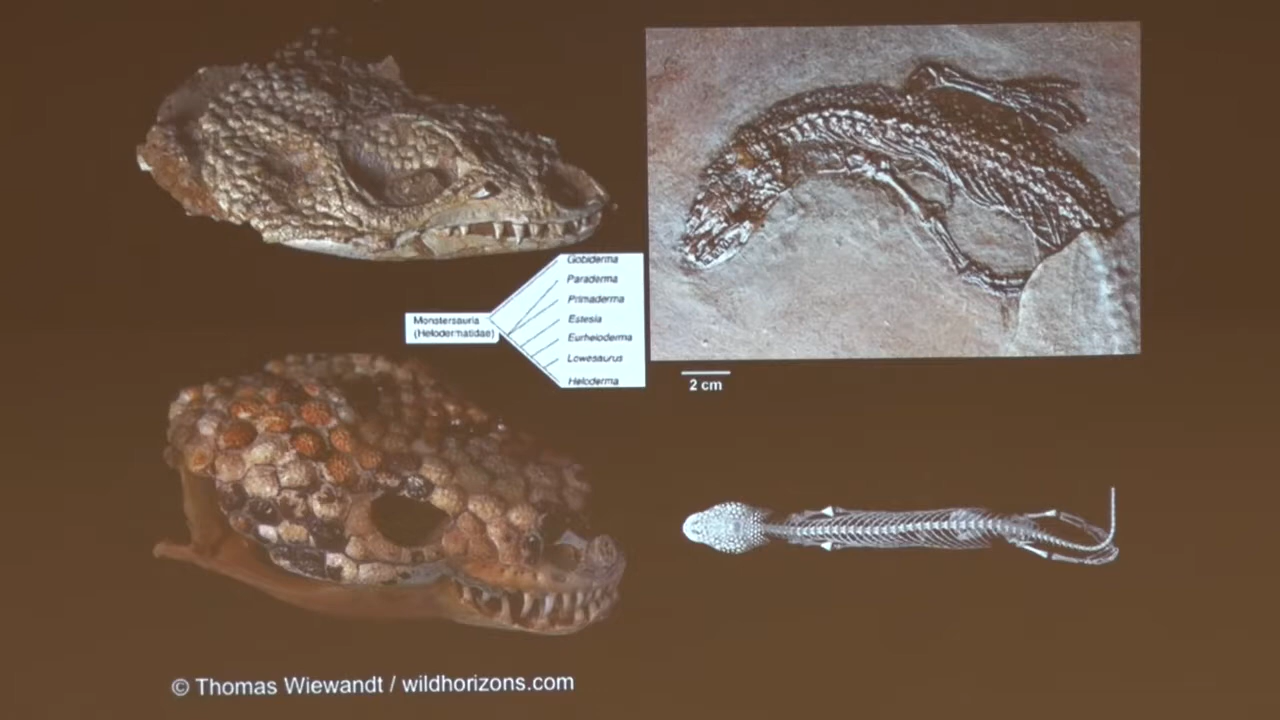 Gobiderma
Paraderma
Primaderma
Monstersauria
(Helodermatidae)
Estesia
Eurheloderma
Lowesaurus
Heloderma
2 cm
© Thomas Wiewandt / wildhorizons.com